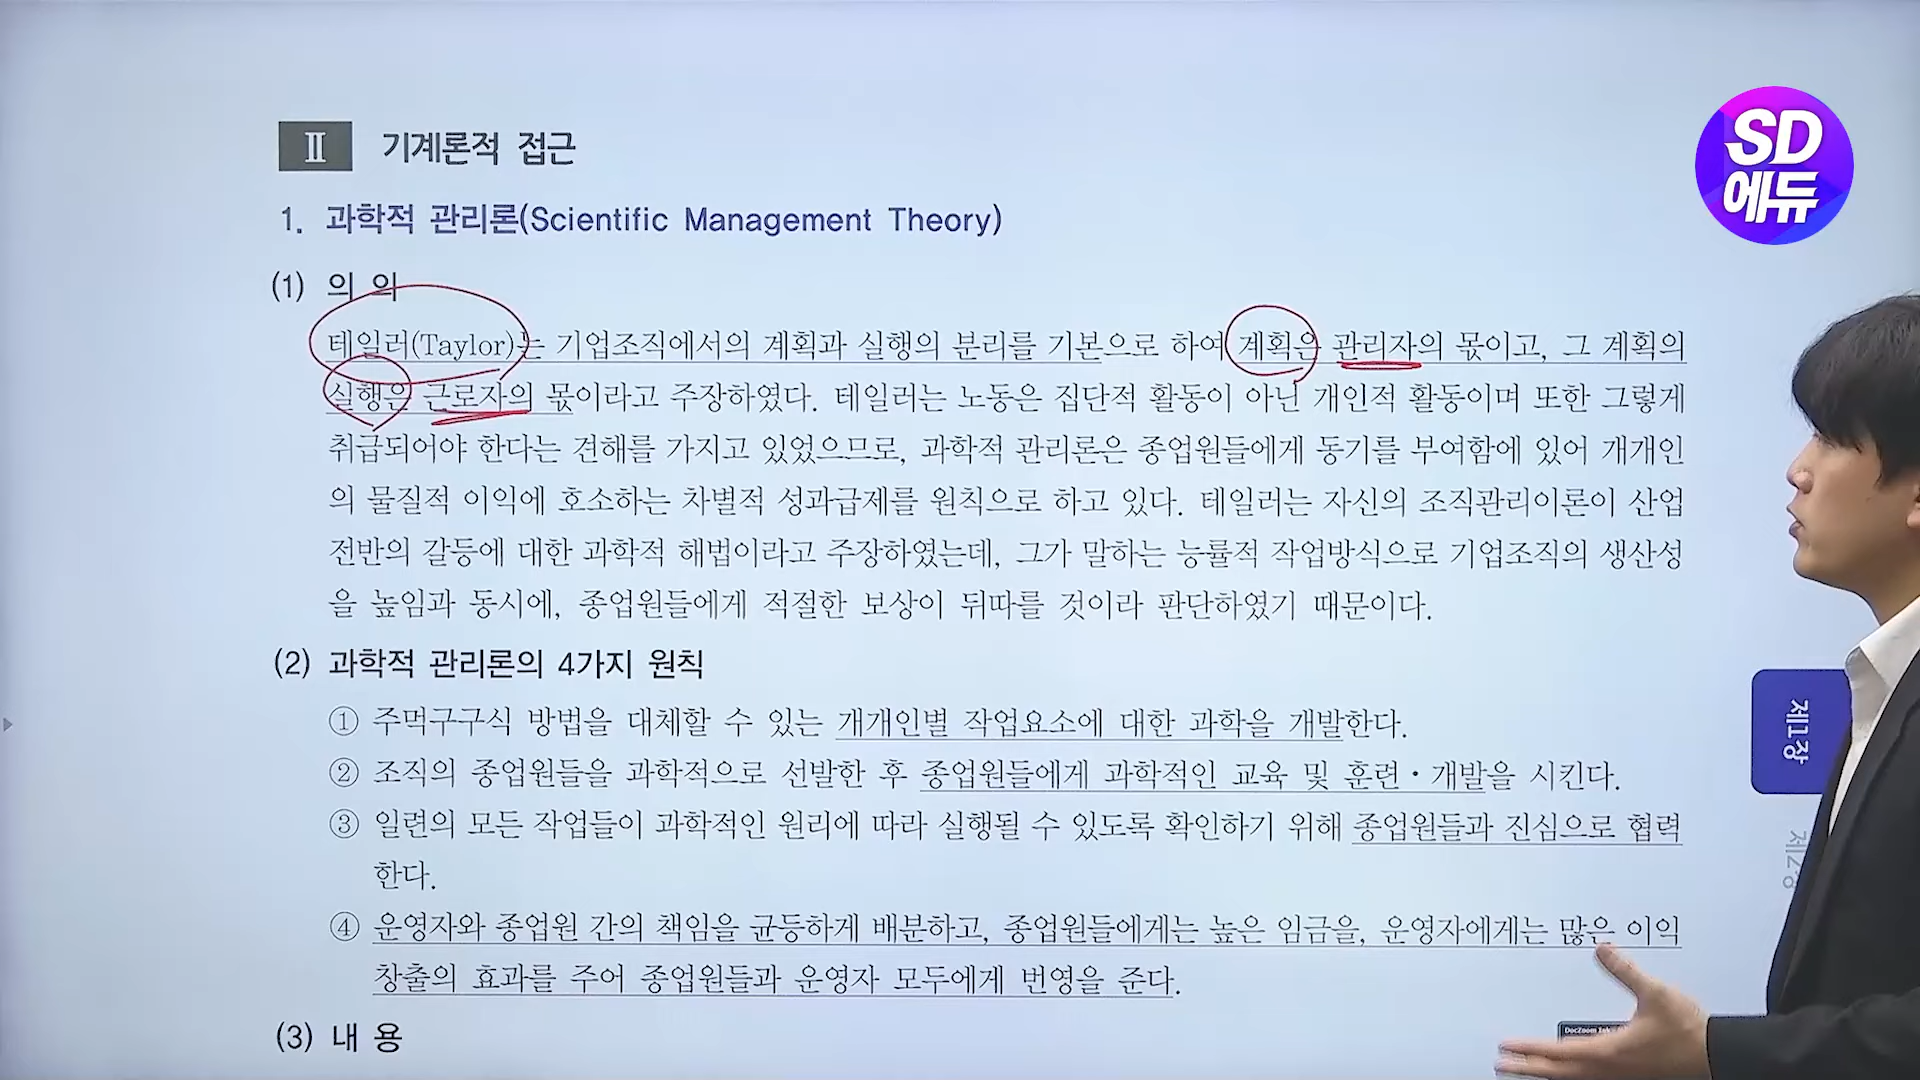 Ⅱ 기계론적 접근
SD
에듀
1. 과학적 관리론(Scientific Management Theory)
(1) 의 의
테일러(Taylor)는 기업조직에서의 계획과 실행의 분리를 기본으로 하여 계획은 관리자의 몫이고, 그 계획의
실행은 근로자의 몫이라고 주장하였다. 테일러는 노동은 집단적 활동이 아닌 개인적 활동이며 또한 그렇게
취급되어야 한다는 견해를 가지고 있었으므로, 과학적 관리론은 종업원들에게 동기를 부여함에 있어 개개인
의 물질적 이익에 호소하는 차별적 성과급제를 원칙으로 하고 있다. 테일러는 자신의 조직관리이론이 산업
전반의 갈등에 대한 과학적 해법이라고 주장하였는데, 그가 말하는 능률적 작업방식으로 기업조직의 생산성
을 높임과 동시에, 종업원들에게 적절한 보상이 뒤따를 것이라 판단하였기 때문이다.
(2) 과학적 관리론의 4가지 원칙
① 주먹구구식 방법을 대체할 수 있는 개개인별 작업요소에 대한 과학을 개발한다.
② 조직의 종업원들을 과학적으로 선발한 후 종업원들에게 과학적인 교육 및 훈련・개발을 시킨다.
③ 일련의 모든 작업들이 과학적인 원리에 따라 실행될 수 있도록 확인하기 위해 종업원들과 진심으로 협력
한다.
④ 운영자와 종업원 간의 책임을 균등하게 배분하고, 종업원들에게는 높은 임금을, 운영자에게는 많은 이익
창출의 효과를 주어 종업원들과 운영자 모두에게 번영을 준다.
(3) 내 용
제1장
제2장
DocZoom